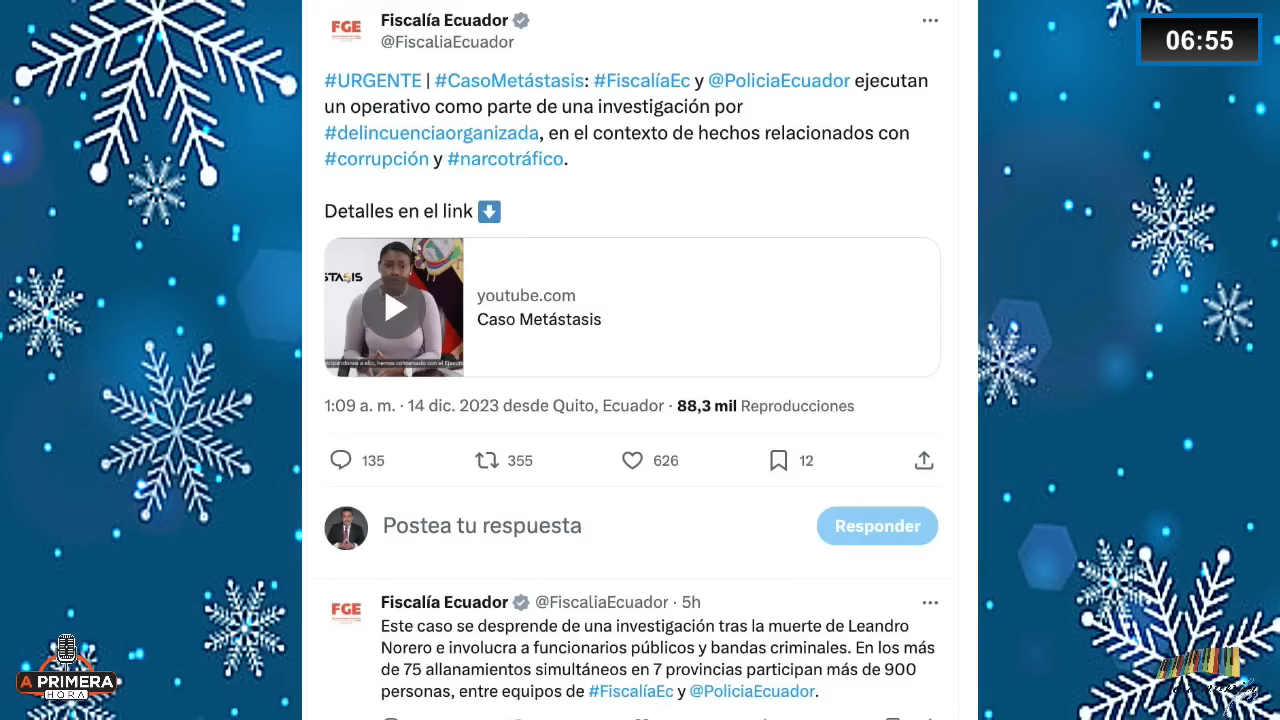 Fiscalía Ecuador
@FiscaliaEcuador
06:55
FGE
#URGENTE | #CasoMetástasis: #FiscalíaEc y @PoliciaEcuador ejecutan
un operativo como parte de una investigación por
#delincuenciaorganizada, en el contexto de hechos relacionados con
#corrupción y #narcotráfico.
Detalles en el link
STASIS
youtube.com
Caso Metástasis
1:09 a. m. · 14 dic. 2023 desde Quito, Ecuador · 88,3 mil Reproducciones
135 355 626 12
Postea tu respuesta
Responder
FGE
Fiscalía Ecuador @FiscaliaEcuador · 5h
Este caso se desprende de una investigación tras la muerte de Leandro
Norero e involucra a funcionarios públicos y bandas criminales. En los más
de 75 allanamientos simultáneos en 7 provincias participan más de 900
personas, entre equipos de #FiscalíaEc y @PoliciaEcuador.
A PRIMERA
HORA